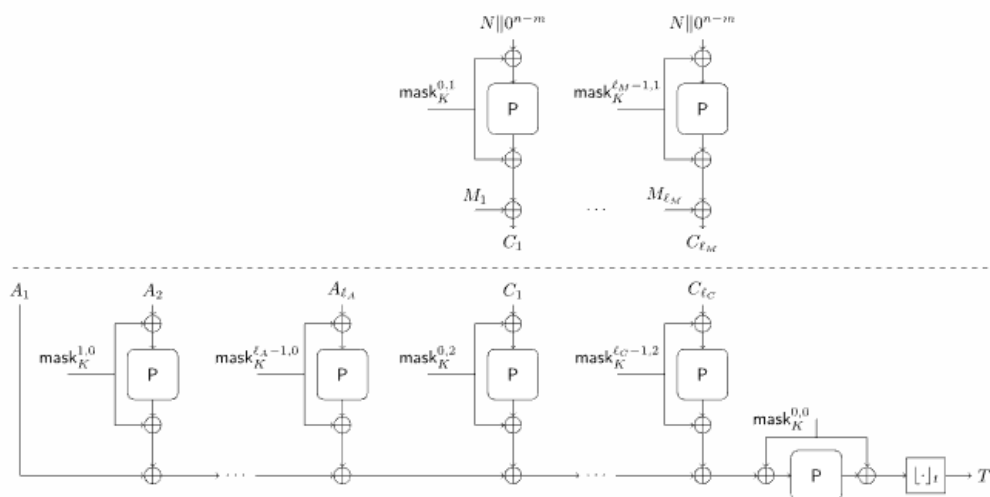 N∥0^{n−m} N∥0^{n−m}
mask_K^{0,1} P mask_K^{ℓ_M−1,1} P
M_1 ··· M_{ℓ_M}
C_1 C_{ℓ_M}
A_1 A_2 A_{ℓ_A} C_1 C_{ℓ_C}
mask_K^{1,0} P mask_K^{ℓ_A−1,0} P mask_K^{0,2} P mask_K^{ℓ_C−1,2} P
mask_K^{0,0}
··· ··· P ⌊·⌋_t T